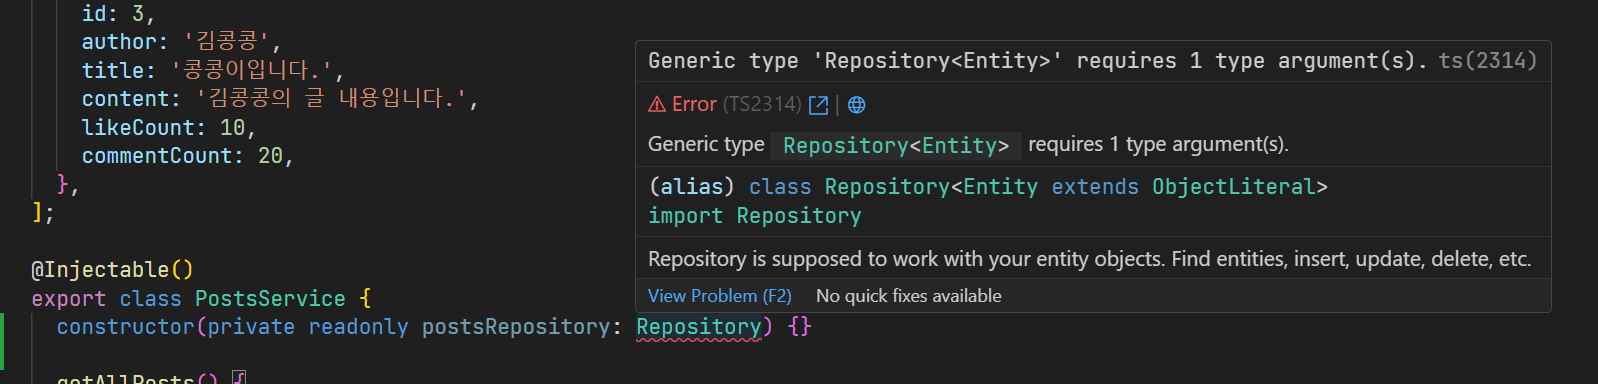 id: 3,
author: '김콩콩',
title: '콩콩이입니다.',
content: '김콩콩의 글 내용입니다.',
likeCount: 10,
commentCount: 20,
},
];
@Injectable()
export class PostsService {
constructor(private readonly postsRepository: Repository) {}
getAllPosts() {
Generic type 'Repository<Entity>' requires 1 type argument(s). ts(2314)
Error (TS2314) |
Generic type Repository<Entity> requires 1 type argument(s).
(alias) class Repository<Entity extends ObjectLiteral>
import Repository
Repository is supposed to work with your entity objects. Find entities, insert, update, delete, etc.
View Problem (F2) No quick fixes available